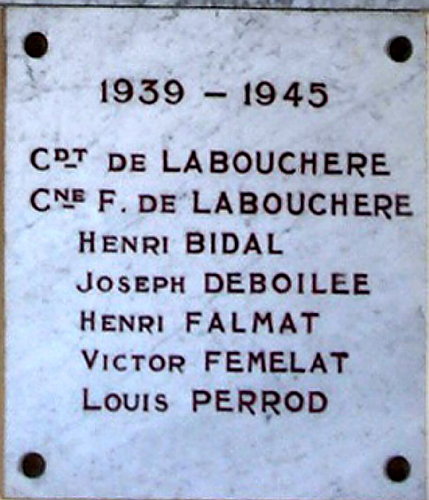 1939 - 1945
CDT DE LABOUCHERE
CNE F. DE LABOUCHERE
HENRI BIDAL
JOSEPH DEBOILEE
HENRI FALMAT
VICTOR FEMELAT
LOUIS PERROD